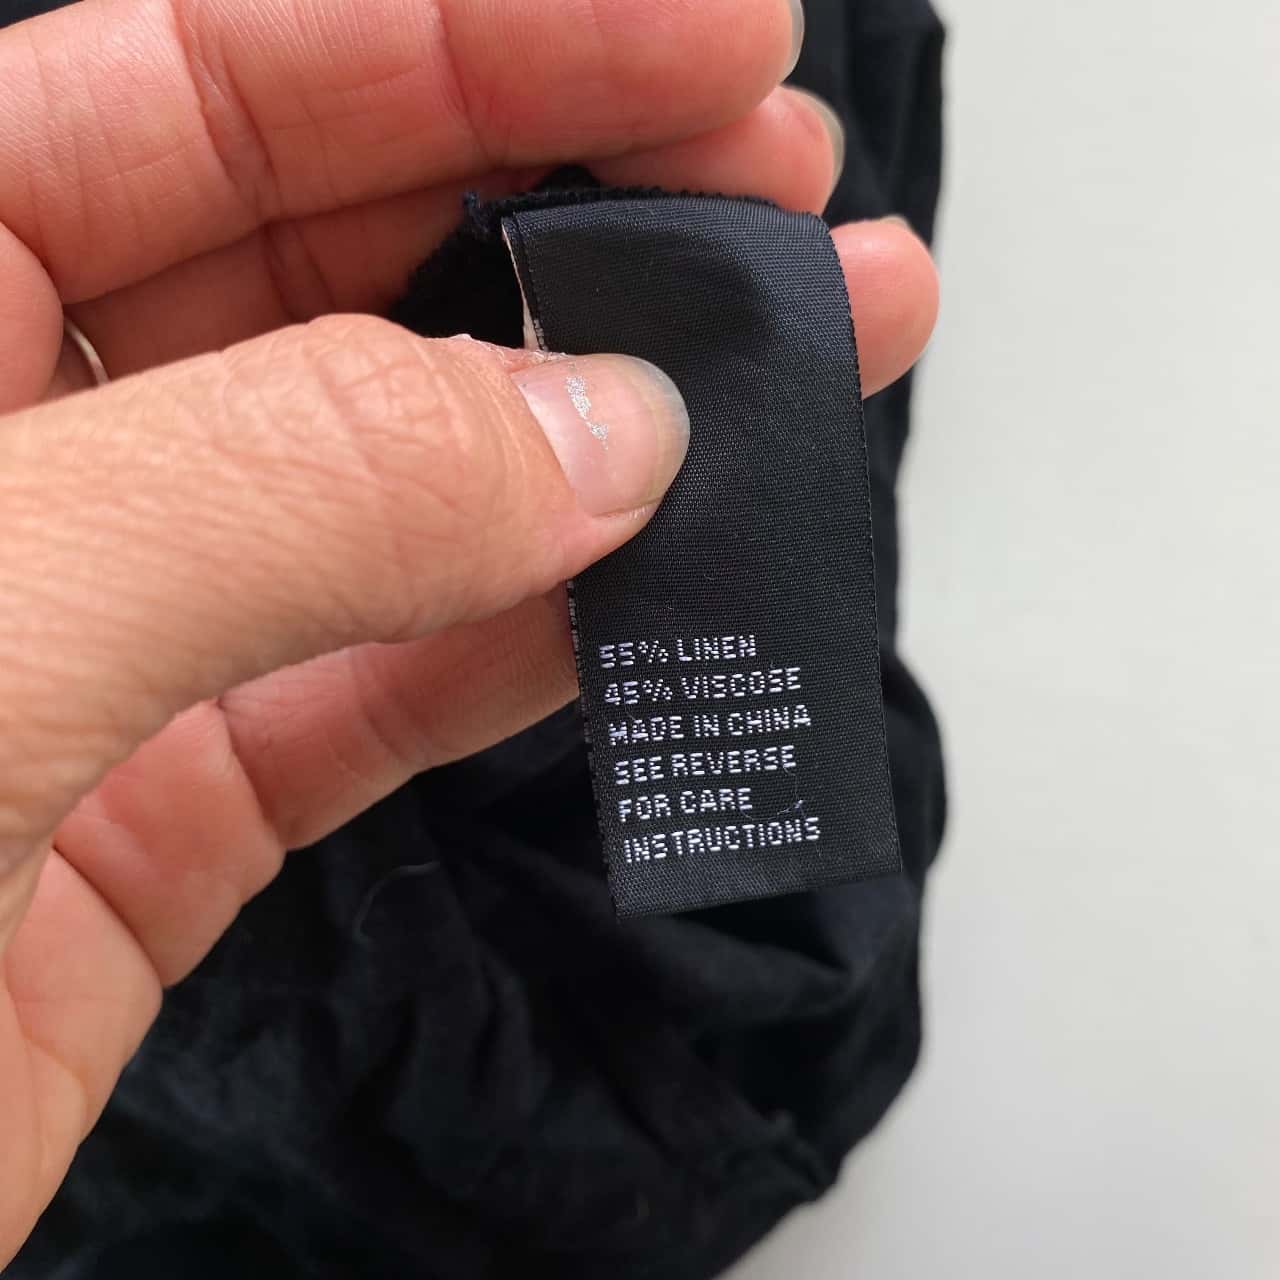 55% LINEN
45% VISCOSE
MADE IN CHINA
SEE REVERSE
FOR CARE
INSTRUCTIONS